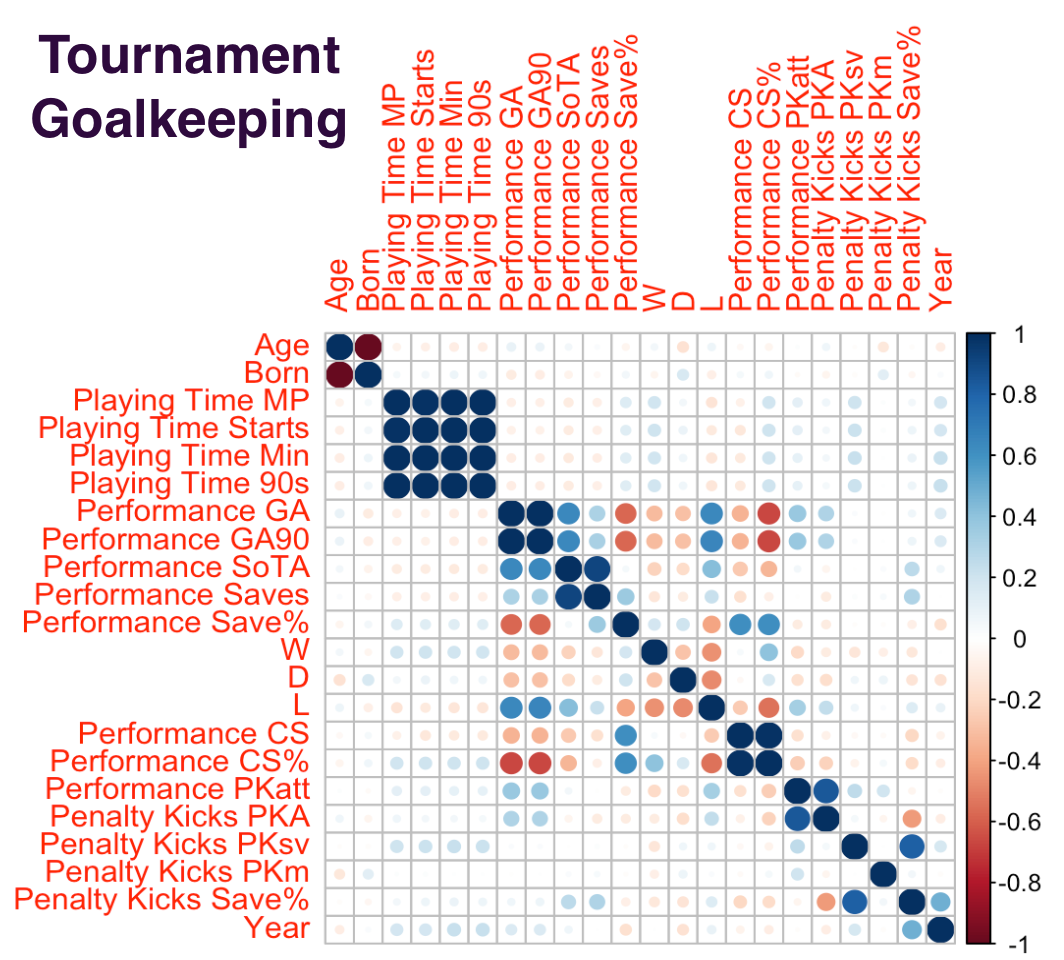 Tournament
Goalkeeping
Age
Born
Playing Time MP
Playing Time Starts
Playing Time Min
Playing Time 90s
Performance GA
Performance GA90
Performance SoTA
Performance Saves
Performance Save%
W
D
L
Performance CS
Performance CS%
Performance PKatt
Penalty Kicks PKA
Penalty Kicks PKsv
Penalty Kicks PKm
Penalty Kicks Save%
Year
Age
Born
Playing Time MP
Playing Time Starts
Playing Time Min
Playing Time 90s
Performance GA
Performance GA90
Performance SoTA
Performance Saves
Performance Save%
W
D
L
Performance CS
Performance CS%
Performance PKatt
Penalty Kicks PKA
Penalty Kicks PKsv
Penalty Kicks PKm
Penalty Kicks Save%
Year
1
0.8
0.6
0.4
0.2
0
-0.2
-0.4
-0.6
-0.8
-1